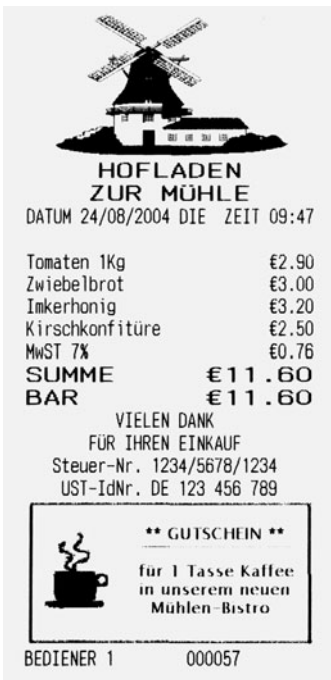 HOFLADEN
ZUR MÜHLE
DATUM 24/08/2004 DIE ZEIT 09:47
Tomaten 1Kg €2.90
Zwiebelbrot €3.00
Imkerhonig €3.20
Kirschkonfitüre €2.50
MwST 7% €0.76
SUMME €11.60
BAR €11.60
VIELEN DANK
FÜR IHREN EINKAUF
Steuer-Nr. 1234/5678/1234
UST-IdNr. DE 123 456 789
** GUTSCHEIN **
für 1 Tasse Kaffee
in unserem neuen
Mühlen-Bistro
BEDIENER 1 000057